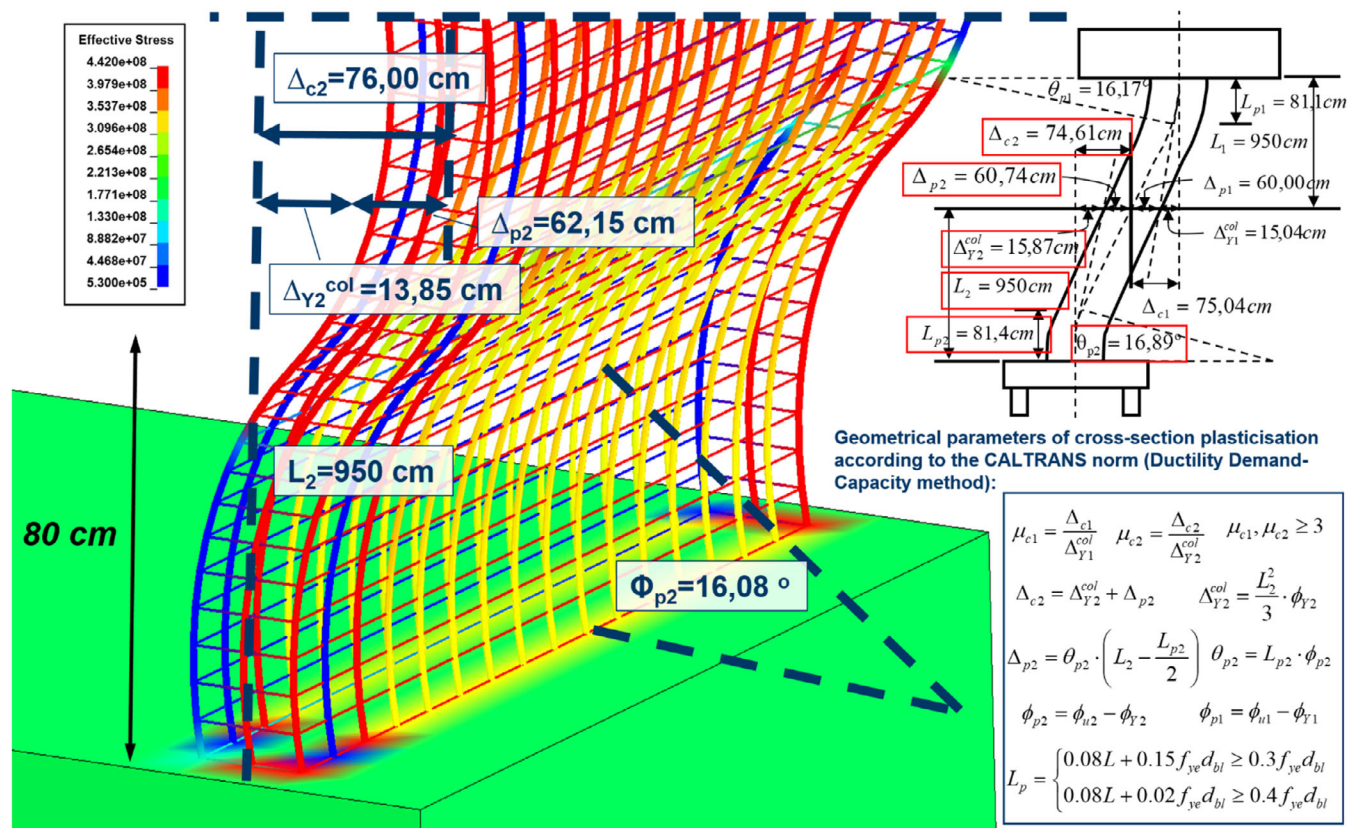 Effective Stress
4.420e+08
3.979e+08
3.537e+08
3.096e+08
2.654e+08
2.213e+08
1.771e+08
1.330e+08
8.882e+07
4.468e+07
5.300e+05
Δc2=76,00 cm
Δp2=62,15 cm
ΔY2col=13,85 cm
L2=950 cm
80 cm
Φp2=16,08 o
θp1 = 16,17o
Lp1 = 81,1cm
Δc2 = 74,61cm
L1 = 950cm
Δp2 = 60,74cm
Δp1 = 60,00cm
ΔY2col = 15,87cm
ΔY1col = 15,04cm
L2 = 950cm
Δc1 = 75,04cm
Lp2 = 81,4cm
θp2 = 16,89o
Geometrical parameters of cross-section plasticisation
according to the CALTRANS norm (Ductility Demand-
Capacity method):
μc1 = Δc1/ΔY1col μc2 = Δc2/ΔY2col μc1, μc2 ≥ 3
Δc2 = ΔY2col + Δp2 ΔY2col = L2²/3 · ϕY2
Δp2 = θp2 · (L2 − Lp2/2) θp2 = Lp2 · ϕp2
ϕp2 = ϕu2 − ϕY2 ϕp1 = ϕu1 − ϕY1
Lp = { 0.08L + 0.15fyedbl ≥ 0.3fyedbl
0.08L + 0.02fyedbl ≥ 0.4fyedbl